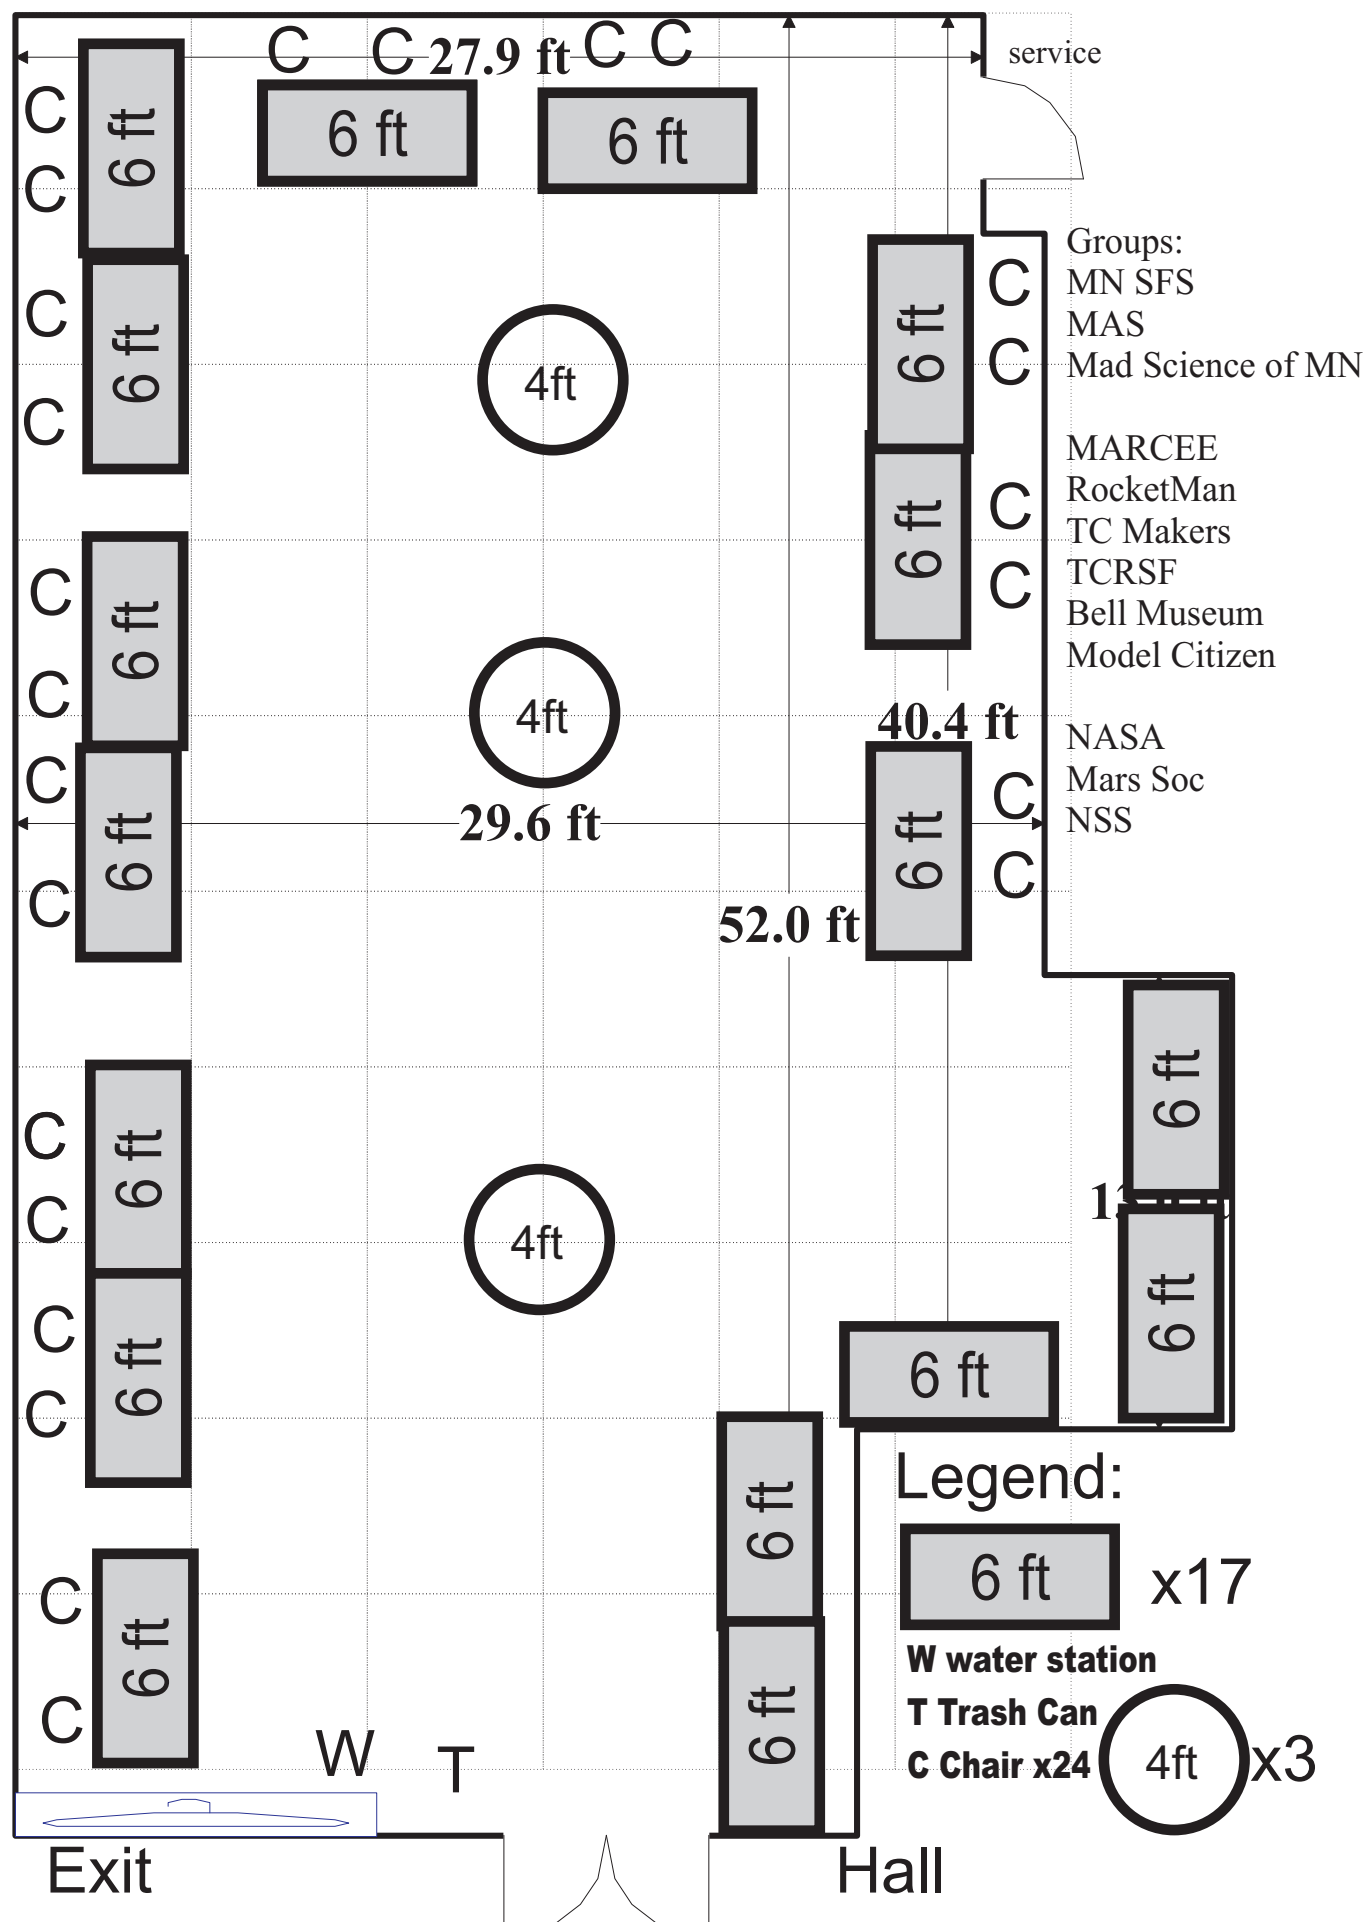 C C 27.9 ft C C
service
C 6 ft 6 ft 6 ft
C
Groups:
MN SFS
MAS
Mad Science of MN
MARCEE
RocketMan
TC Makers
TCRSF
Bell Museum
Model Citizen
NASA
Mars Soc
NSS
C 6 ft 4ft 6 ft C
C C
C 6 ft 4ft 6 ft C
C C
40.4 ft
C 6 ft 6 ft C
C C
29.6 ft
52.0 ft
6 ft
C 6 ft 4ft
C
6 ft
C 6 ft 6 ft
C
6 ft
C 6 ft
C
6 ft
W T
Legend:
6 ft x17
W water station
T Trash Can
C Chair x24
4ft x3
Exit
Hall